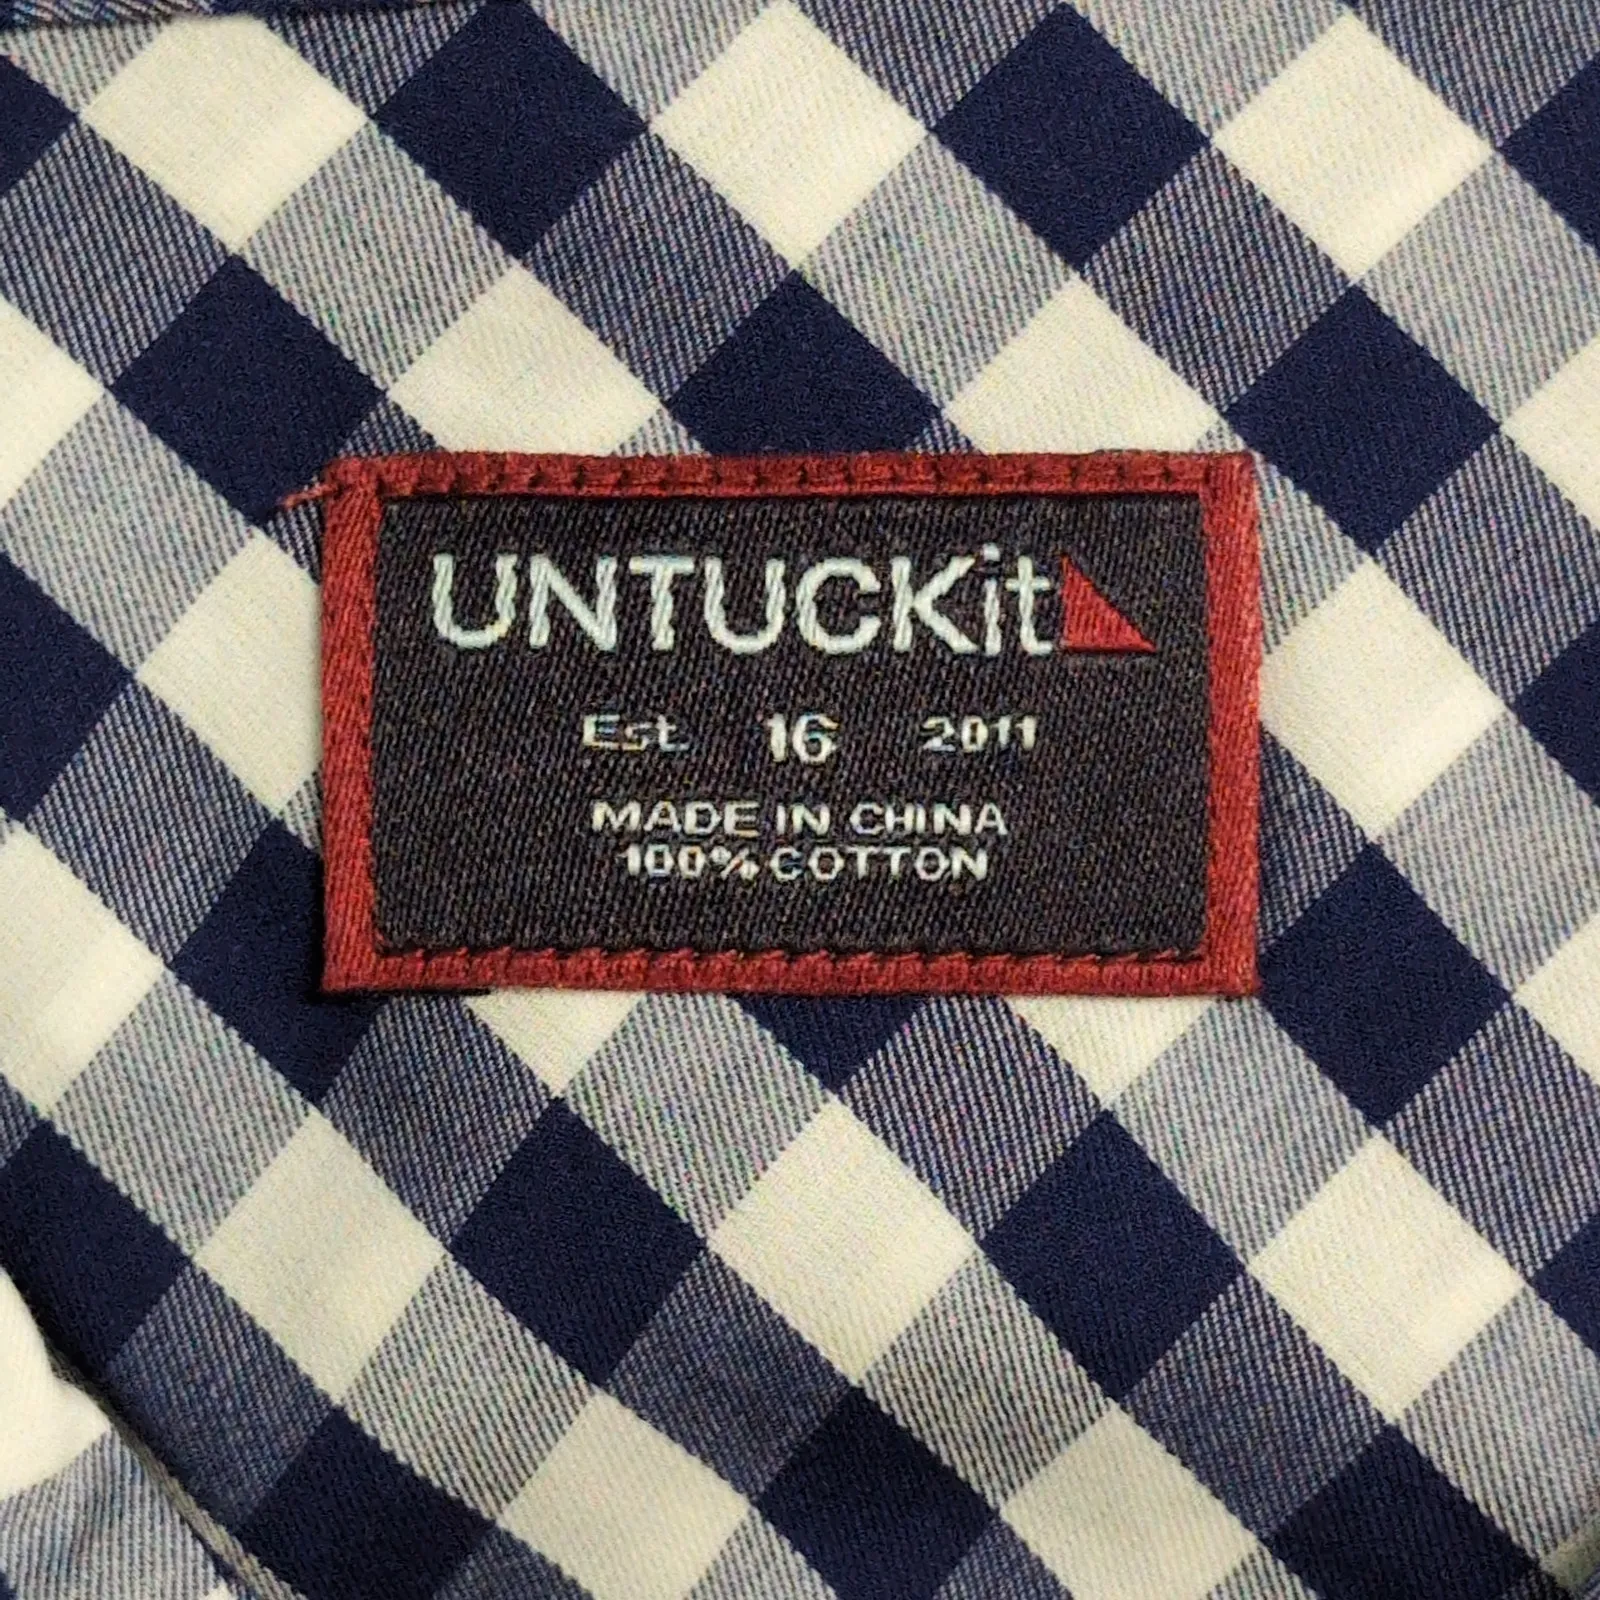 UNTUCKit
Est. 16 2011
MADE IN CHINA
100% COTTON